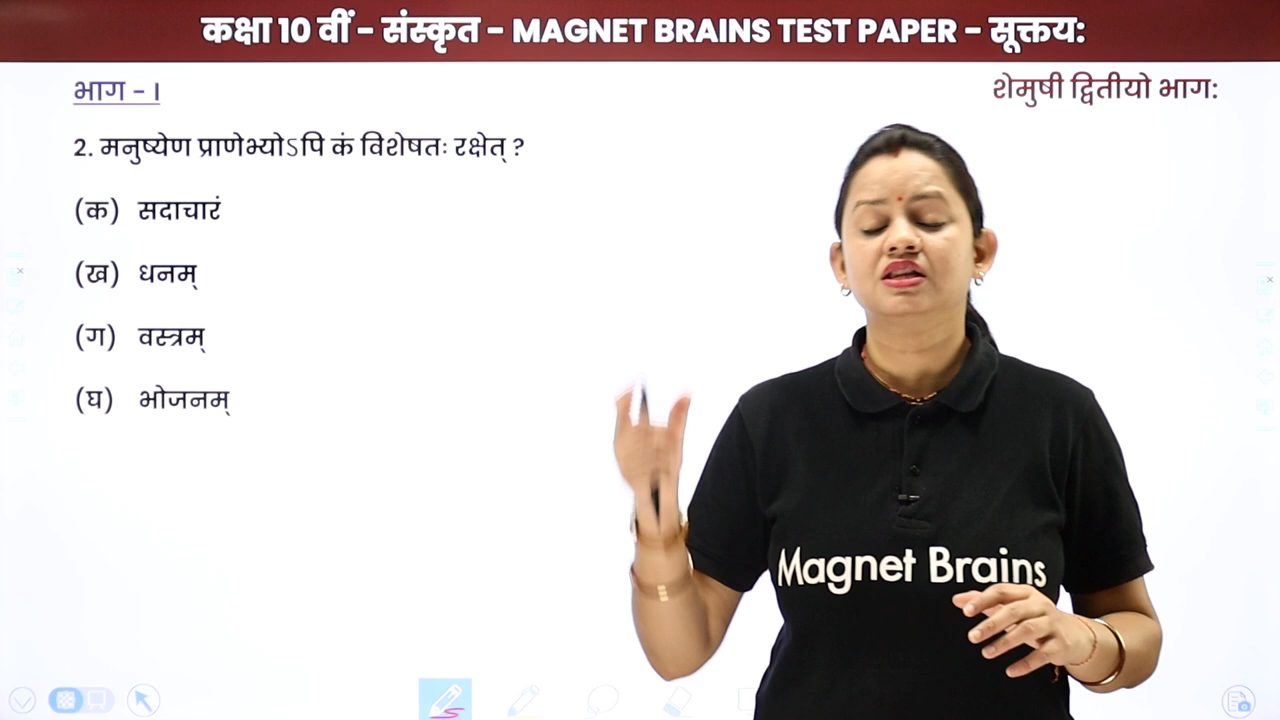 कक्षा 10 वीं - संस्कृत - MAGNET BRAINS TEST PAPER - सूक्तय:
भाग - I
शेमुषी द्वितीयो भाग:
2. मनुष्येण प्राणेभ्योऽपि कं विशेषतः रक्षेत् ?
(क) सदाचारं
(ख) धनम्
(ग) वस्त्रम्
(घ) भोजनम्
Magnet Brains